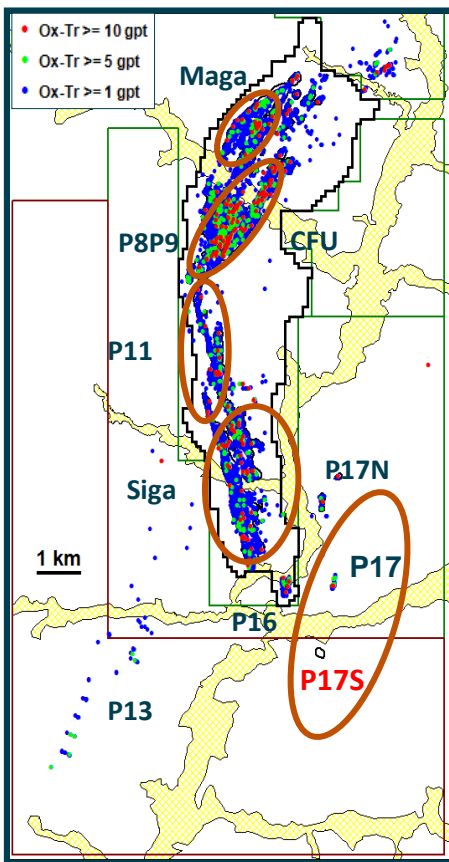 Ox-Tr >= 10 gpt
Ox-Tr >= 5 gpt
Ox-Tr >= 1 gpt
Maga
P8P9
CFU
P11
Siga
P17N
1 km
P17
P16
P17S
P13